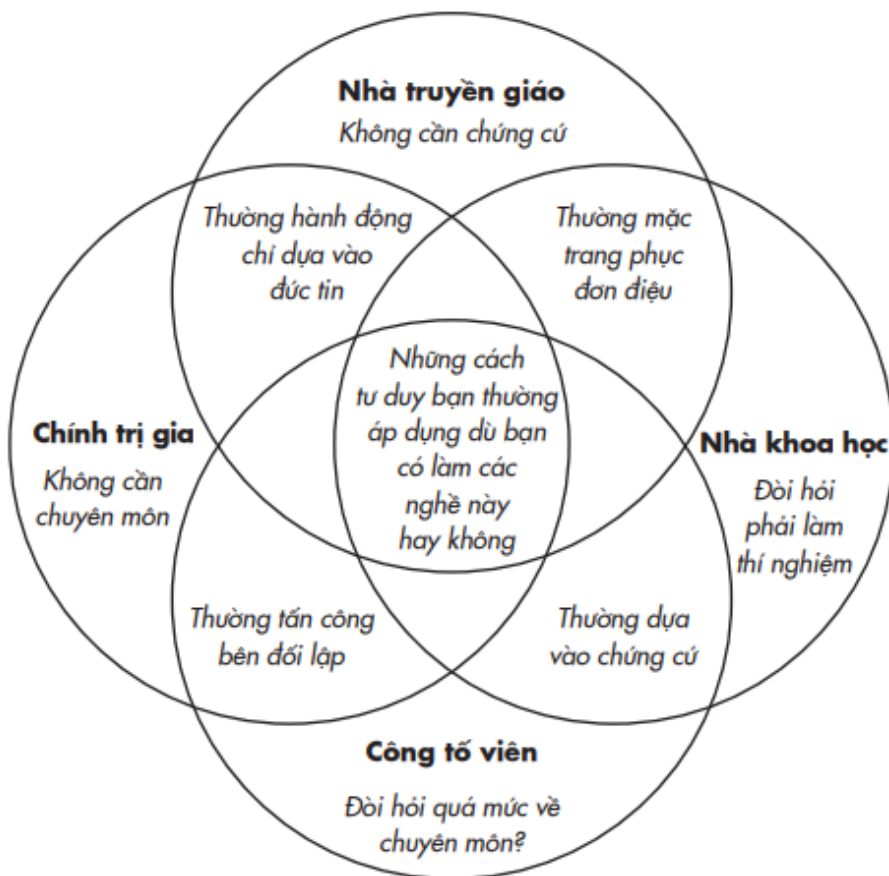 Nhà truyền giáo
Không cần chứng cứ
Thường hành động
chỉ dựa vào
đức tin
Thường mặc
trang phục
đơn điệu
Những cách
tư duy bạn thường
áp dụng dù bạn
có làm các
nghề này
hay không
Chính trị gia
Không cần
chuyên môn
Nhà khoa học
Đòi hỏi
phải làm
thí nghiệm
Thường tấn công
bên đối lập
Thường dựa
vào chứng cứ
Công tố viên
Đòi hỏi quá mức về
chuyên môn?